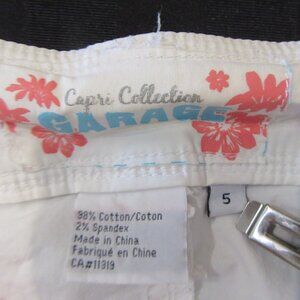 Capri Collection
GARAGE
5
98% Cotton/Coton
2% Spandex
Made in China
Fabriqué en Chine
CA#11319